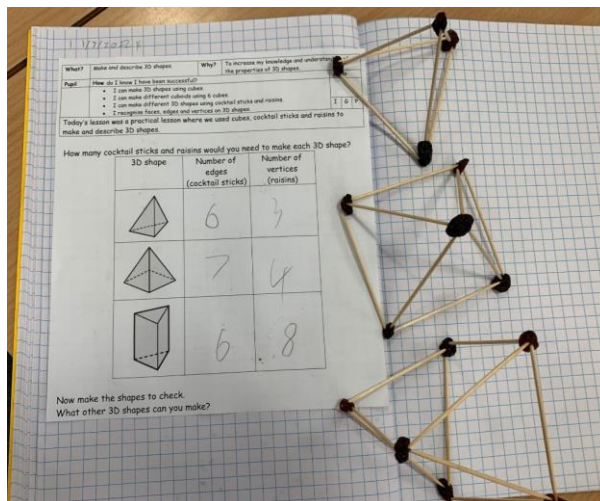 1/7/2022
What? Make and describe 3D shapes. Why? To increase my knowledge and
the properties of 3D shapes.
Pupil How do I know I have been successful?
• I can make 3D shapes using cubes.
• I can make different cuboids using 6 cubes.
• I can make different 3D shapes using cocktail sticks and raisins.
• I recognise faces, edges and vertices on 3D shapes. I G
Today's lesson was a practical lesson where we used cubes, cocktail sticks and raisins to
make and describe 3D shapes.
How many cocktail sticks and raisins would you need to make each 3D shape?
3D shape Number of edges (cocktail sticks) Number of vertices (raisins)
6 3
7 4
6 8
Now make the shapes to check.
What other 3D shapes can you make?